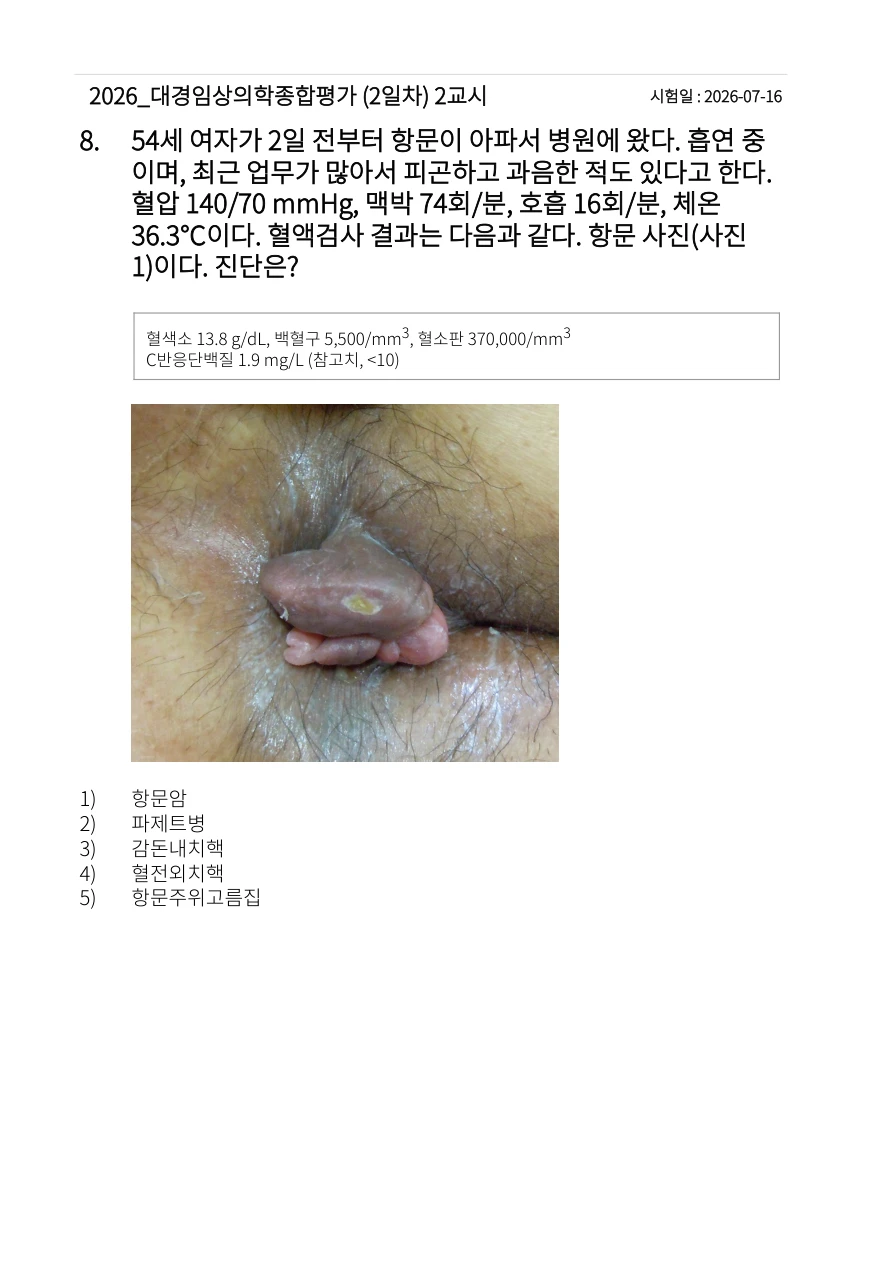 2026_대경임상의학종합평가 (2일차) 2교시
시험일 : 2026-07-16
8. 54세 여자가 2일 전부터 항문이 아파서 병원에 왔다. 흡연 중
이며, 최근 업무가 많아서 피곤하고 과음한 적도 있다고 한다.
혈압 140/70 mmHg, 맥박 74회/분, 호흡 16회/분, 체온
36.3℃이다. 혈액검사 결과는 다음과 같다. 항문 사진(사진
1)이다. 진단은?
혈색소 13.8 g/dL, 백혈구 5,500/mm³, 혈소판 370,000/mm³
C반응단백질 1.9 mg/L (참고치, <10)
1) 항문암
2) 파제트병
3) 감돈내치핵
4) 혈전외치핵
5) 항문주위고름집